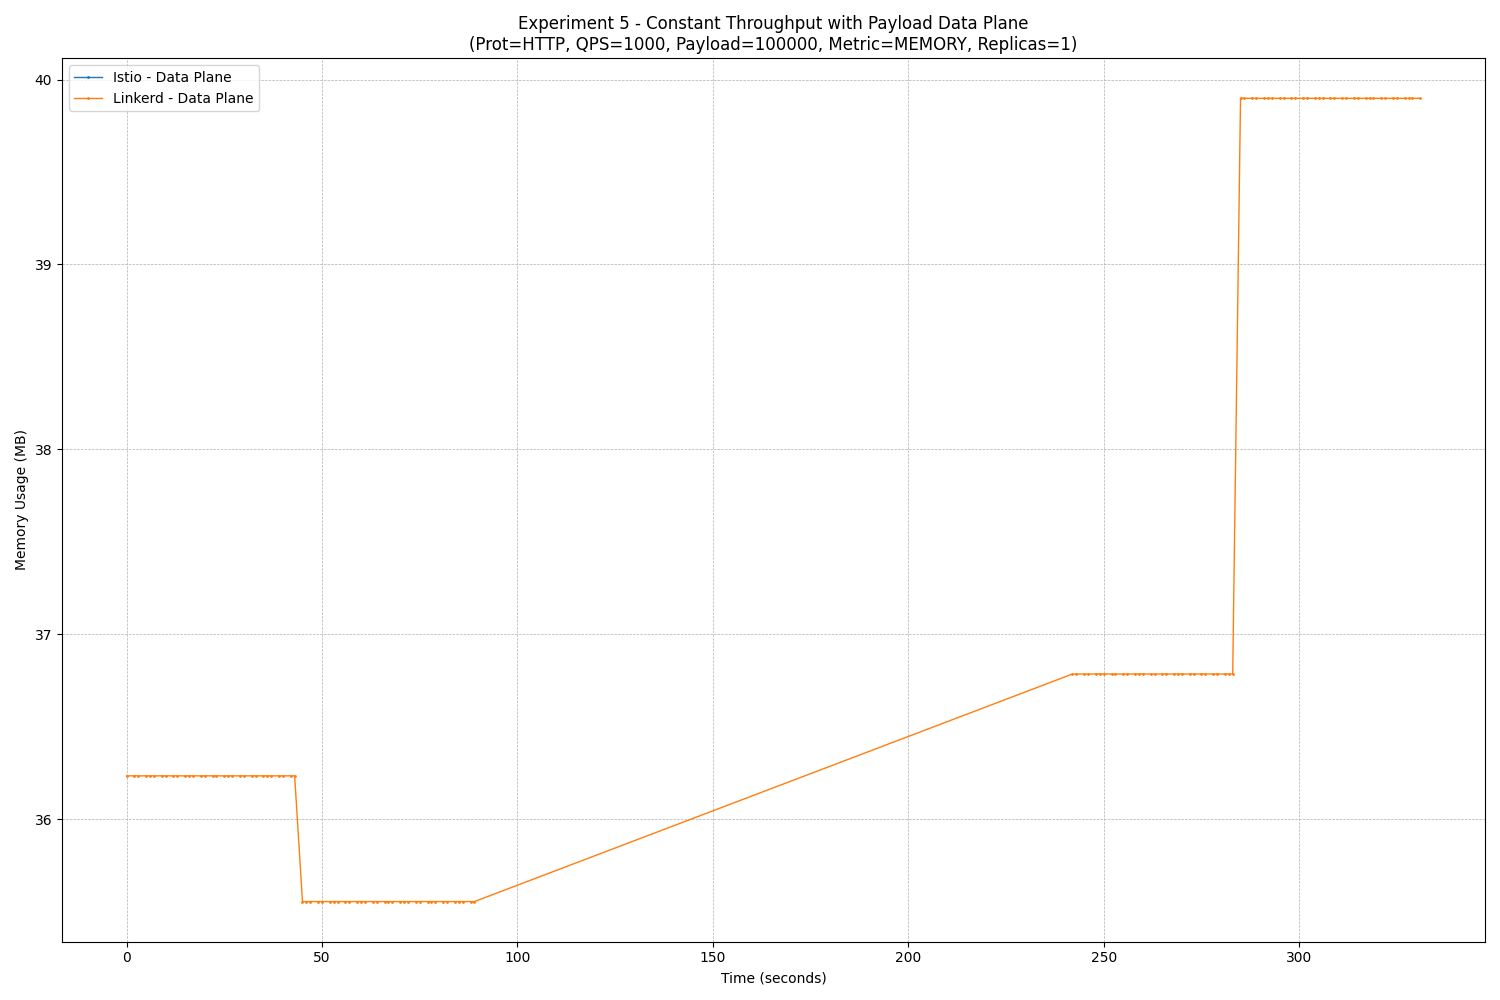 Experiment 5 - Constant Throughput with Payload Data Plane
(Prot=HTTP, QPS=1000, Payload=100000, Metric=MEMORY, Replicas=1)
Istio - Data Plane
Linkerd - Data Plane
40
39
38
37
36
Memory Usage (MB)
0 50 100 150 200 250 300
Time (seconds)